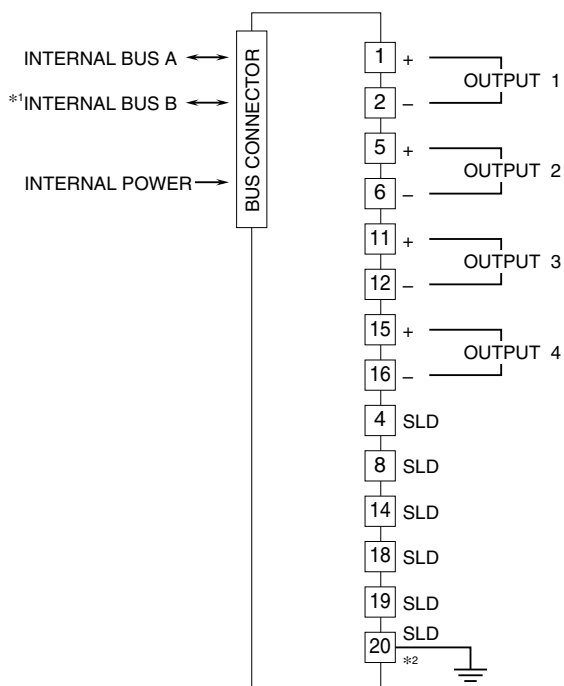 INTERNAL BUS A
*1INTERNAL BUS B
INTERNAL POWER
BUS CONNECTOR
1 +
OUTPUT 1
2 –
5 +
OUTPUT 2
6 –
11 +
OUTPUT 3
12 –
15 +
OUTPUT 4
16 –
4 SLD
8 SLD
14 SLD
18 SLD
19 SLD
20 SLD
*2